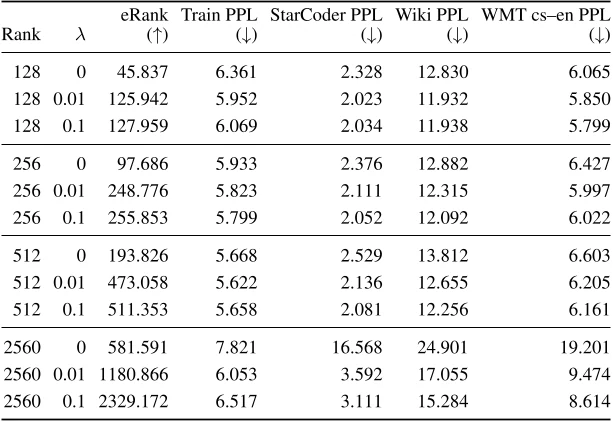 eRank Train PPL StarCoder PPL Wiki PPL WMT cs–en PPL
Rank λ (↑) (↓) (↓) (↓) (↓)
128 0 45.837 6.361 2.328 12.830 6.065
128 0.01 125.942 5.952 2.023 11.932 5.850
128 0.1 127.959 6.069 2.034 11.938 5.799
256 0 97.686 5.933 2.376 12.882 6.427
256 0.01 248.776 5.823 2.111 12.315 5.997
256 0.1 255.853 5.799 2.052 12.092 6.022
512 0 193.826 5.668 2.529 13.812 6.603
512 0.01 473.058 5.622 2.136 12.655 6.205
512 0.1 511.353 5.658 2.081 12.256 6.161
2560 0 581.591 7.821 16.568 24.901 19.201
2560 0.01 1180.866 6.053 3.592 17.055 9.474
2560 0.1 2329.172 6.517 3.111 15.284 8.614